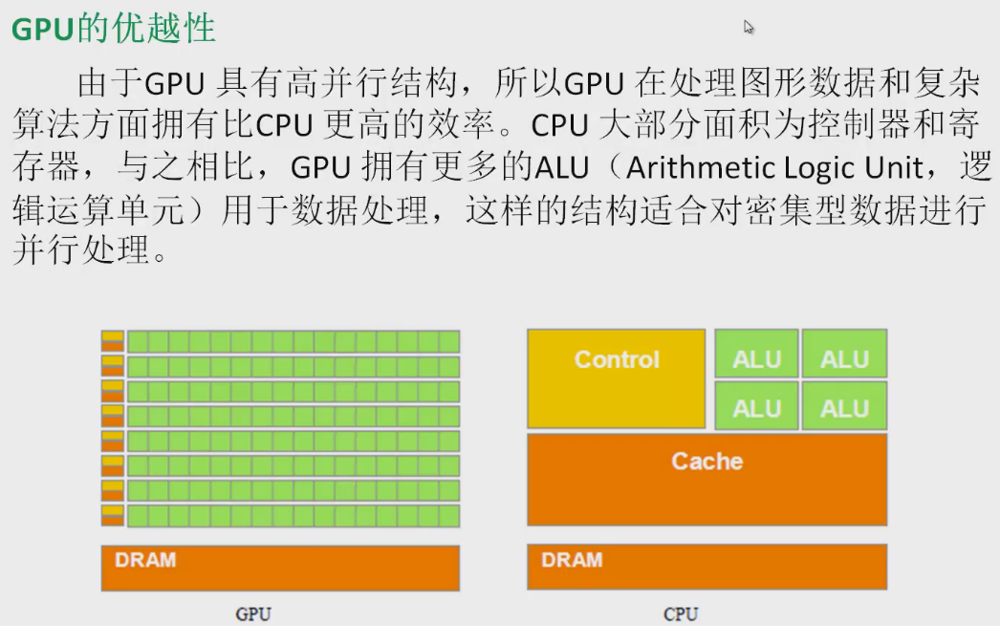 GPU的优越性
由于GPU 具有高并行结构，所以GPU 在处理图形数据和复杂
算法方面拥有比CPU 更高的效率。CPU 大部分面积为控制器和寄
存器，与之相比，GPU 拥有更多的ALU（Arithmetic Logic Unit，逻
辑运算单元）用于数据处理，这样的结构适合对密集型数据进行
并行处理。
Control
ALU
ALU
ALU
ALU
Cache
DRAM
DRAM
GPU
CPU